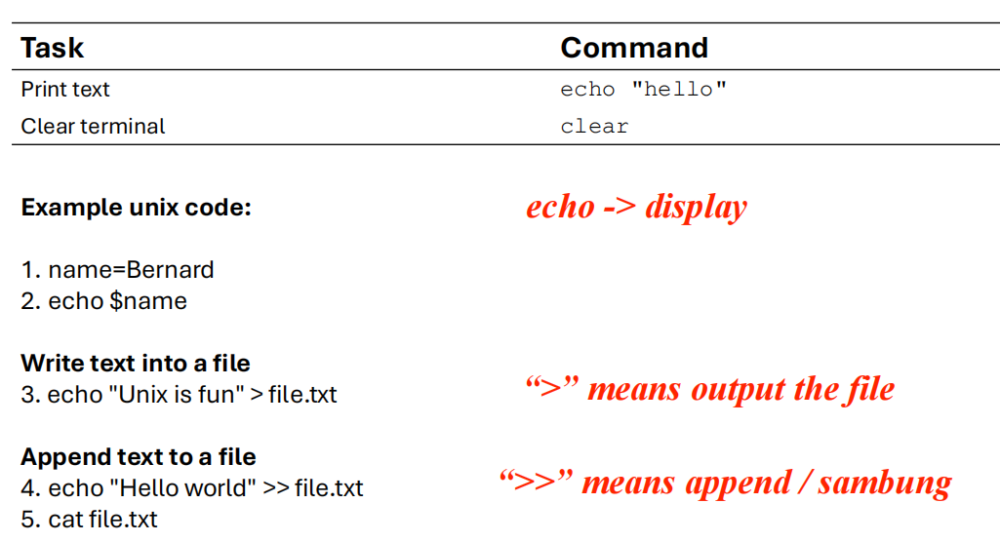 Task Command
Print text echo "hello"
Clear terminal clear
Example unix code: echo -> display
1. name=Bernard
2. echo $name
Write text into a file
3. echo "Unix is fun" > file.txt “>” means output the file
Append text to a file
4. echo "Hello world" >> file.txt “>>” means append / sambung
5. cat file.txt